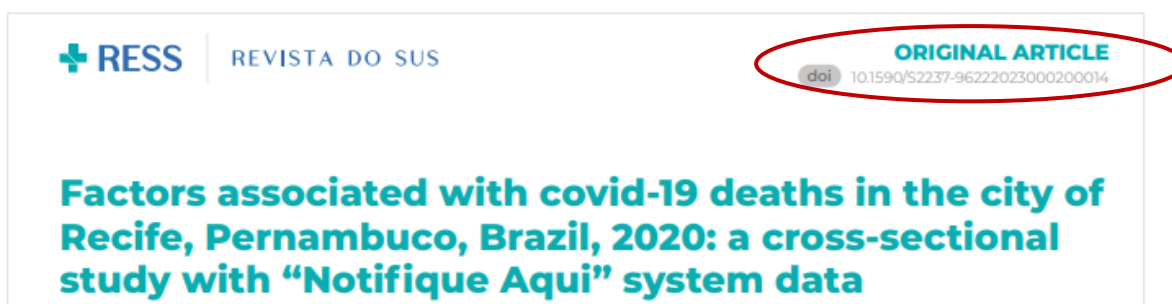 RESS REVISTA DO SUS
ORIGINAL ARTICLE
doi 10.1590/S2237-96222023000200014
Factors associated with covid-19 deaths in the city of
Recife, Pernambuco, Brazil, 2020: a cross-sectional
study with “Notifique Aqui” system data